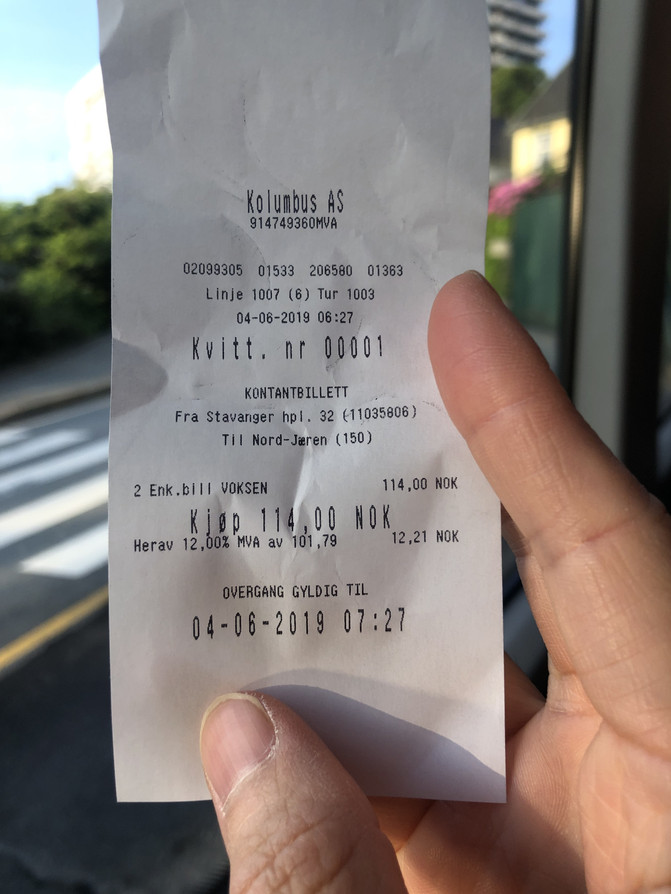 Kolumbus AS
914749360MVA
02099305 01533 206580 01363
Linje 1007 (6) Tur 1003
04-06-2019 06:27
Kvitt. nr 00001
KONTANTBILLETT
Fra Stavanger hpl. 32 (11035806)
Til Nord-Jæren (150)
2 Enk.bill VOKSEN 114,00 NOK
Kjøp 114,00 NOK
Herav 12,00% MVA av 101,79 12,21 NOK
OVERGANG GYLDIG TIL
04-06-2019 07:27